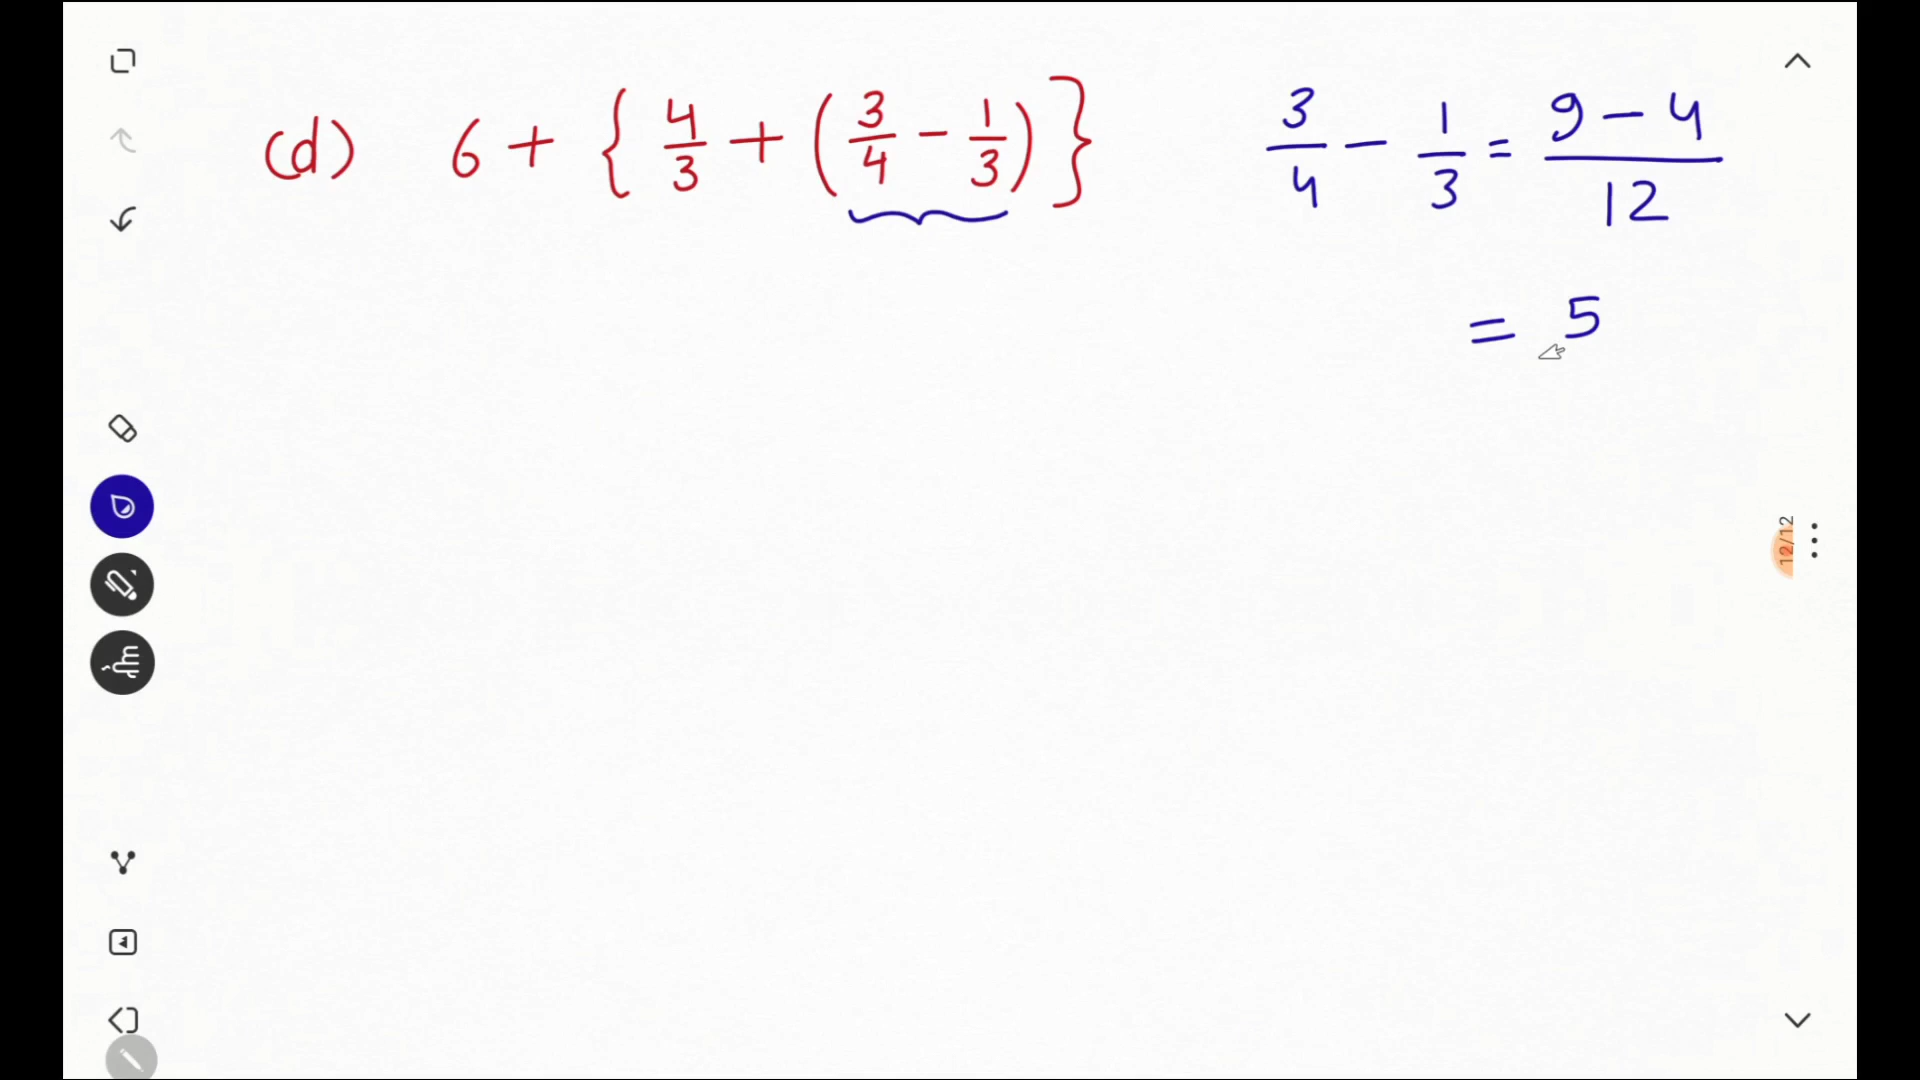 (d) 6 + { 4/3 + ( 3/4 - 1/3 ) }
3/4 - 1/3 = 9 - 4 / 12
= 5
12/12